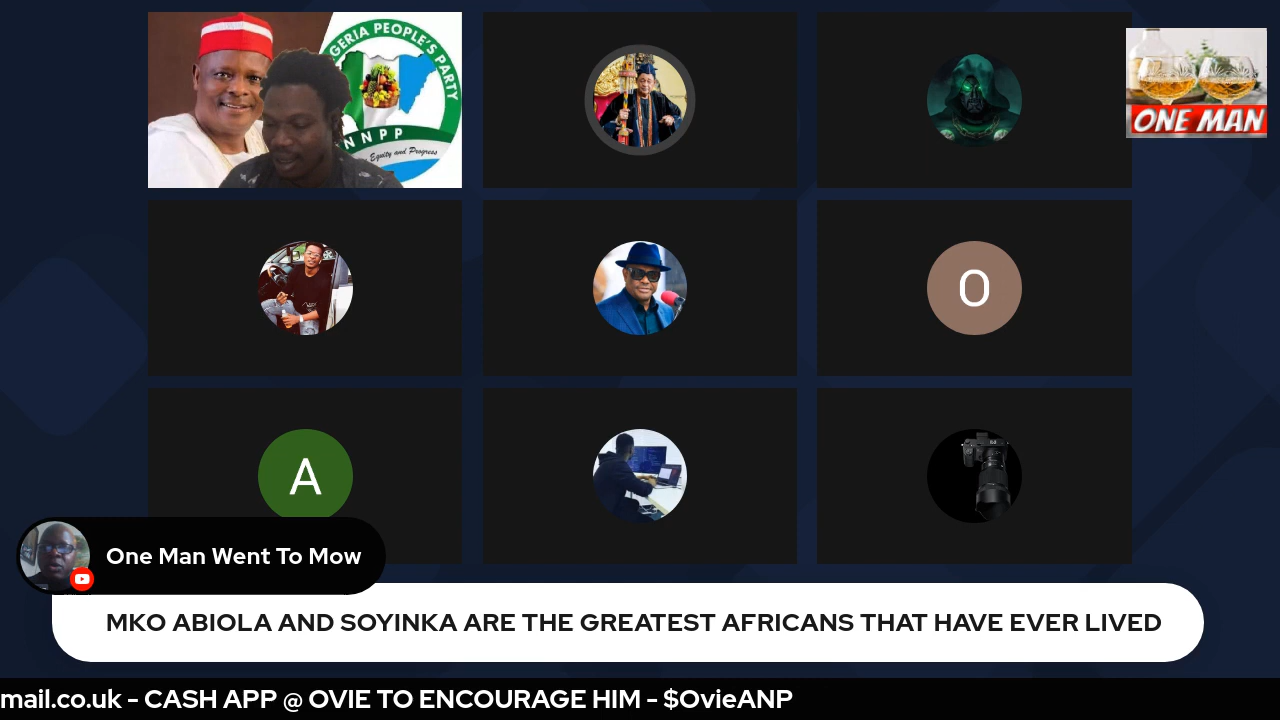 GERIA PEOPLE'S PARTY
NNPP
Equity and Progress
ONE MAN
O
A
One Man Went To Mow
MKO ABIOLA AND SOYINKA ARE THE GREATEST AFRICANS THAT HAVE EVER LIVED
mail.co.uk - CASH APP @ OVIE TO ENCOURAGE HIM - $OvieANP